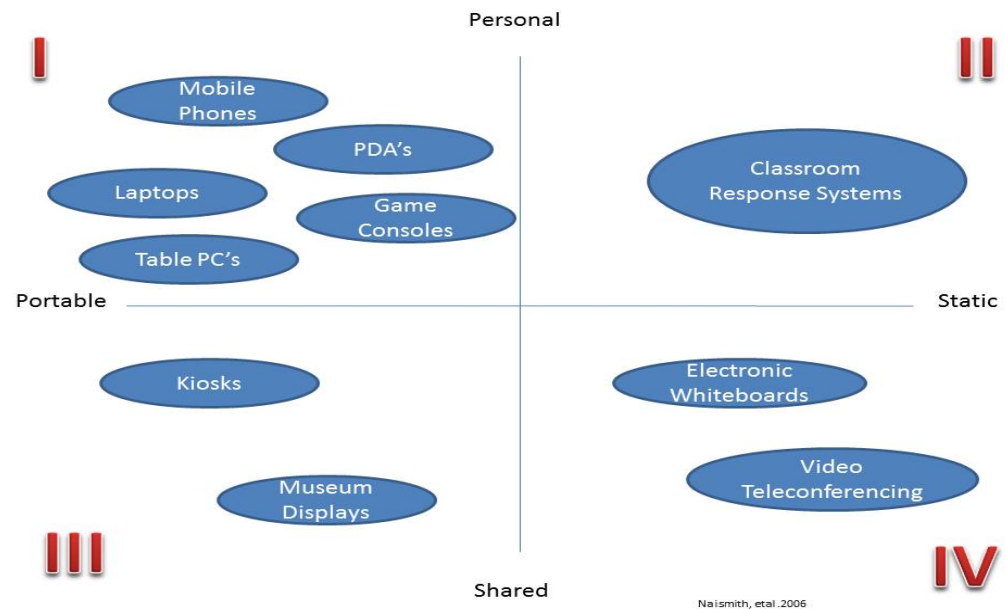 Personal
I
II
Mobile
Phones
PDA's
Classroom
Response Systems
Laptops
Game
Consoles
Table PC's
Portable
Static
Kiosks
Electronic
Whiteboards
Museum
Displays
Video
Teleconferencing
III
IV
Shared
Naismith, etal.2006